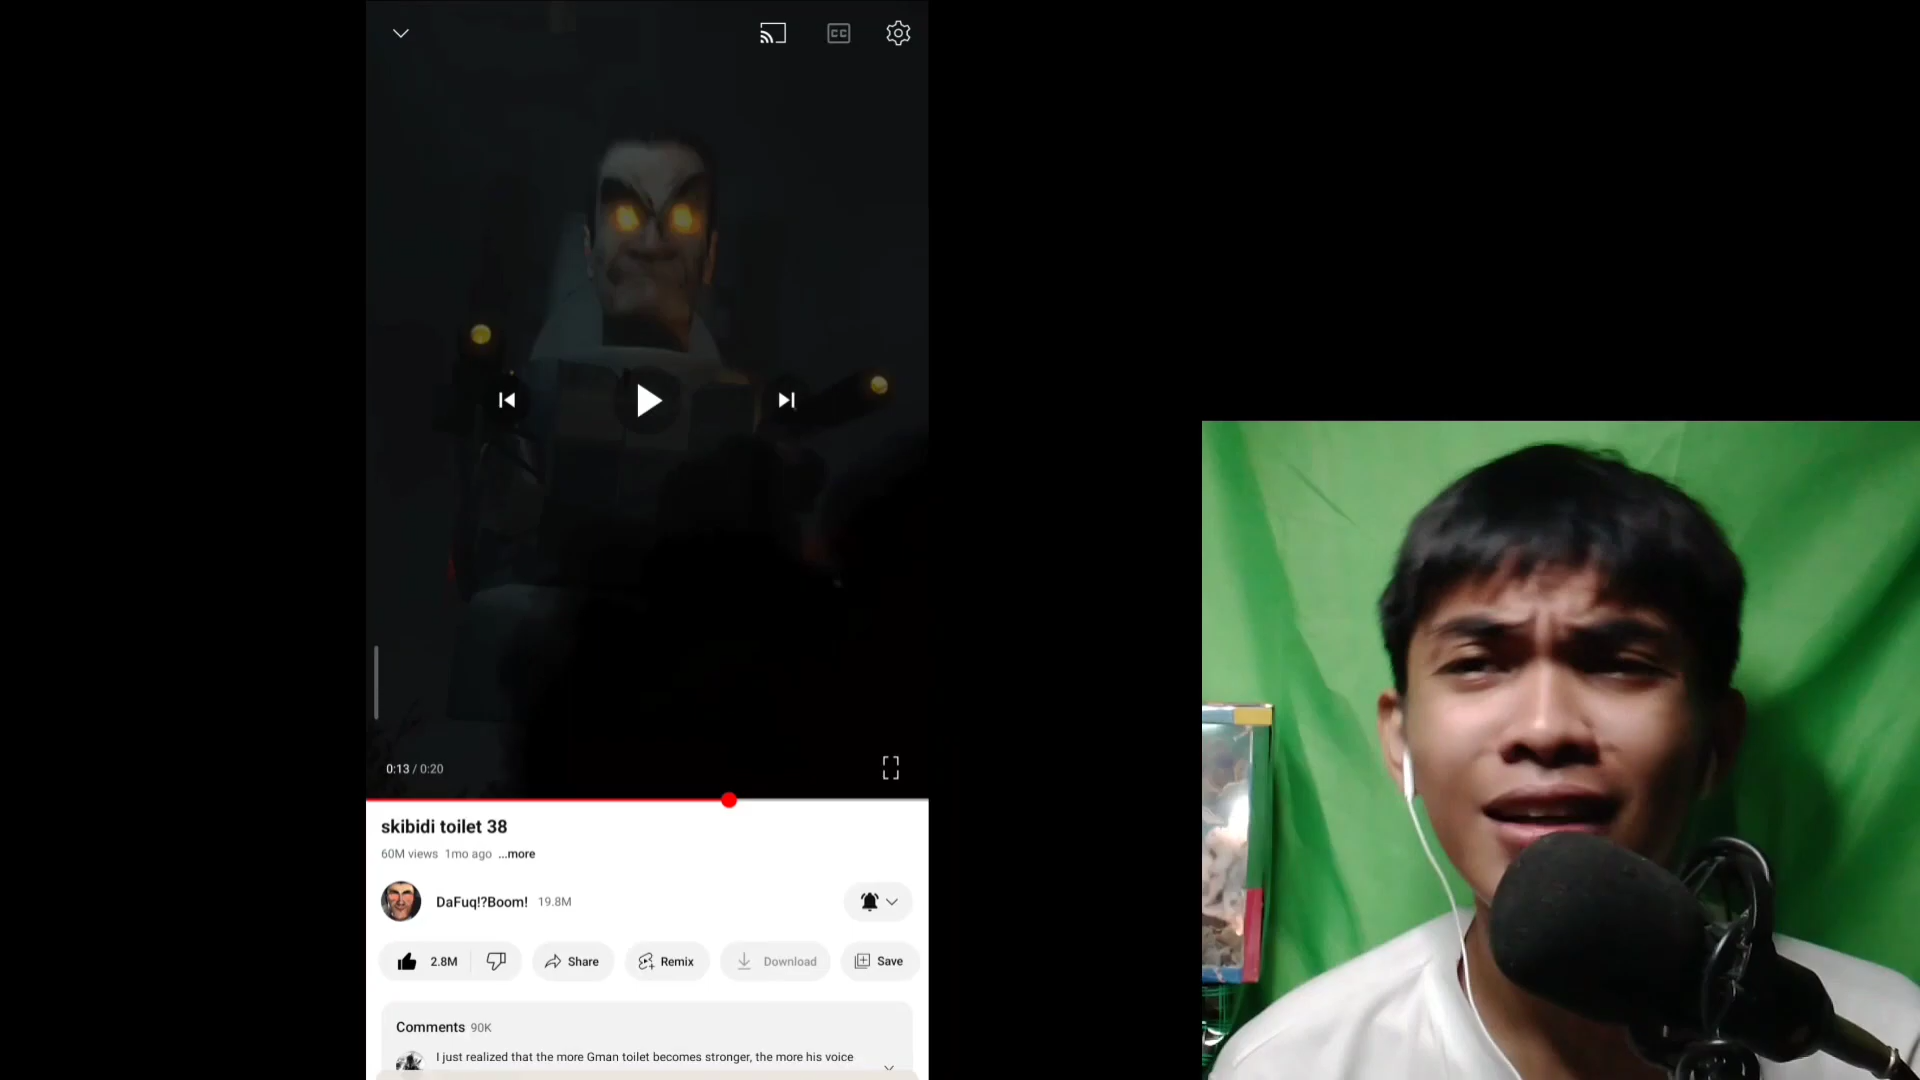 CC
0:13 / 0:20
skibidi toilet 38
60M views 1mo ago ...more
DaFuq!?Boom! 19.8M
2.8M Share Remix Download Save
Comments 90K
I just realized that the more Gman toilet becomes stronger, the more his voice